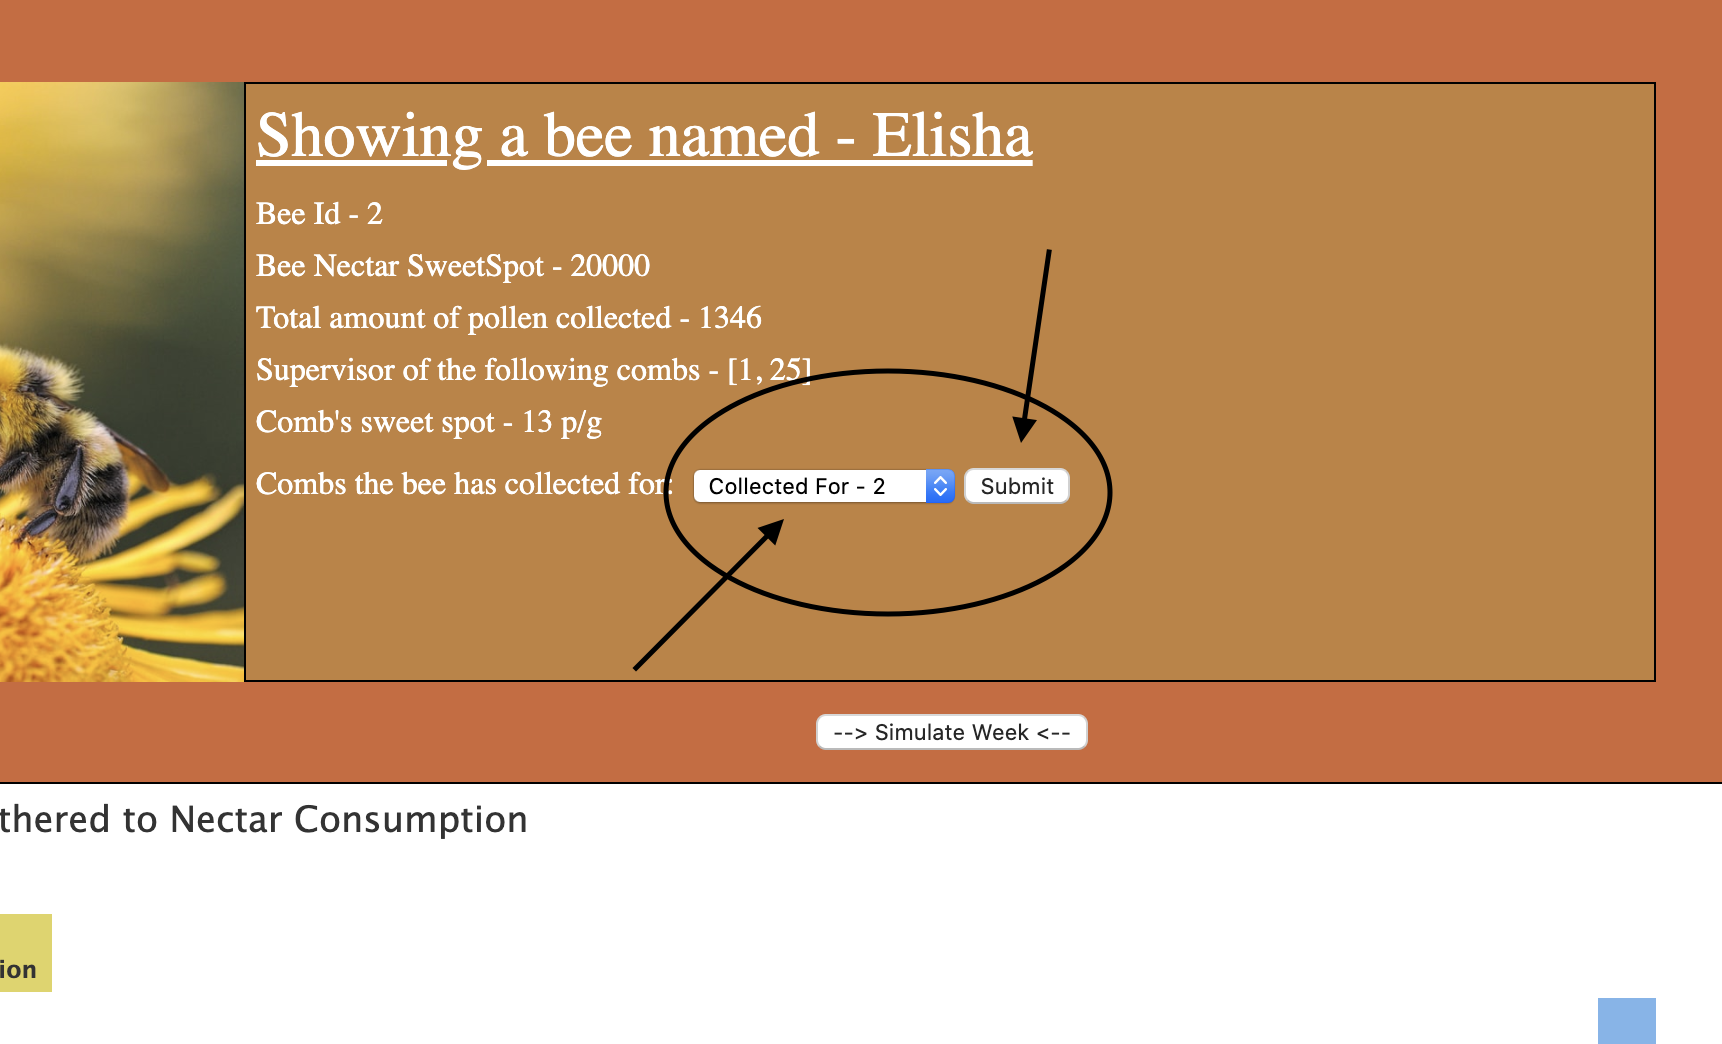 Showing a bee named - Elisha
Bee Id - 2
Bee Nectar SweetSpot - 20000
Total amount of pollen collected - 1346
Supervisor of the following combs - [1, 25]
Comb's sweet spot - 13 p/g
Combs the bee has collected for: Collected For - 2 Submit
--> Simulate Week <--
thered to Nectar Consumption
ion